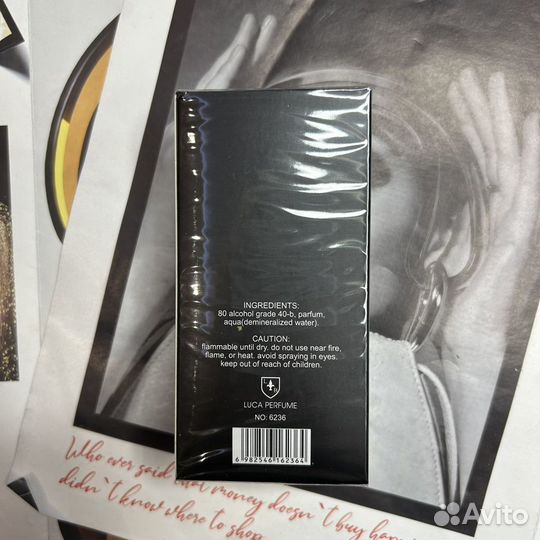 INGREDIENTS:
80 alcohol grade 40-b, parfum,
aqua(demineralized water).
CAUTION:
flammable until dry. do not use near fire,
flame, or heat. avoid spraying in eyes.
keep out of reach of children.
LUCA PERFUME
NO: 6236
6 982546 162364
Who ever said that money doesn`t buy
didn`t know where to shop
Avito